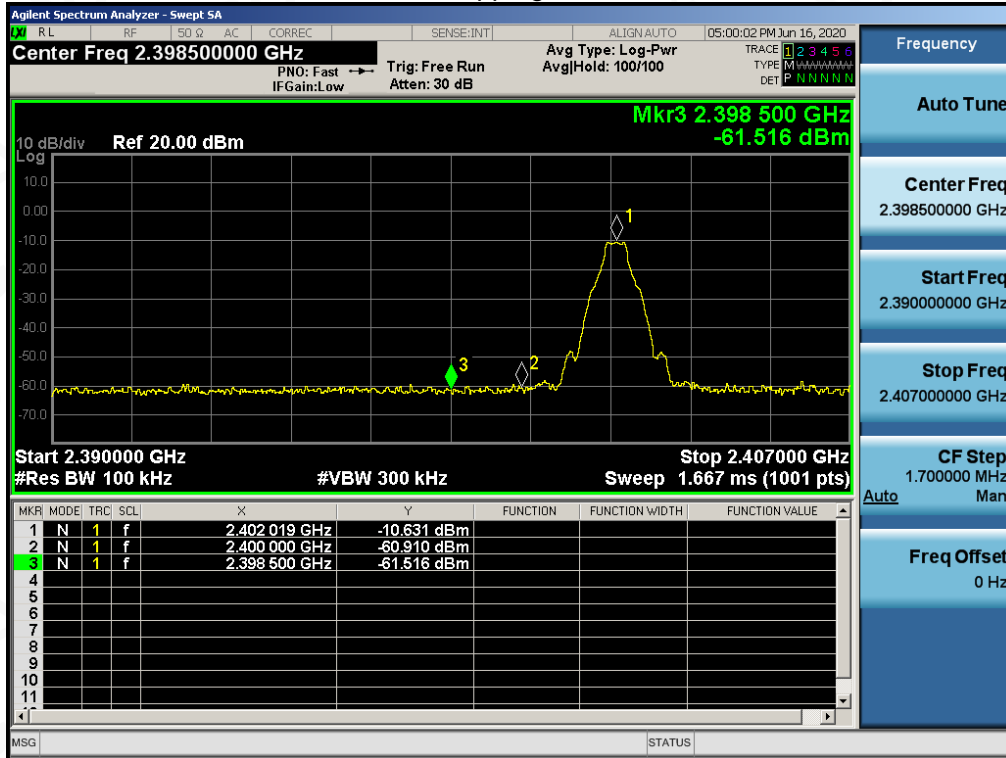 Agilent Spectrum Analyzer - Swept SA
LXI RL RF 50 Ω AC CORREC SENSE:INT ALIGN AUTO 05:00:02 PM Jun 16, 2020
Center Freq 2.398500000 GHz
PNO: Fast
IFGain:Low
Trig: Free Run
Atten: 30 dB
Avg Type: Log-Pwr
Avg|Hold: 100/100
TRACE 1 2 3 4 5 6
TYPE M WWWWW
DET P N N N N N
Mkr3 2.398 500 GHz
-61.516 dBm
10 dB/div Ref 20.00 dBm
Log
10.0
0.00
-10.0
-20.0
-30.0
-40.0
-50.0
-60.0
-70.0
1
2
3
Start 2.390000 GHz Stop 2.407000 GHz
#Res BW 100 kHz #VBW 300 kHz Sweep 1.667 ms (1001 pts)
MKR MODE TRC SCL X Y FUNCTION FUNCTION WIDTH FUNCTION VALUE
1 N 1 f 2.402 019 GHz -10.631 dBm
2 N 1 f 2.400 000 GHz -60.910 dBm
3 N 1 f 2.398 500 GHz -61.516 dBm
4
5
6
7
8
9
10
11
MSG STATUS
Frequency
Auto Tune
Center Freq
2.398500000 GHz
Start Freq
2.390000000 GHz
Stop Freq
2.407000000 GHz
CF Step
1.700000 MHz
Auto Man
Freq Offset
0 Hz